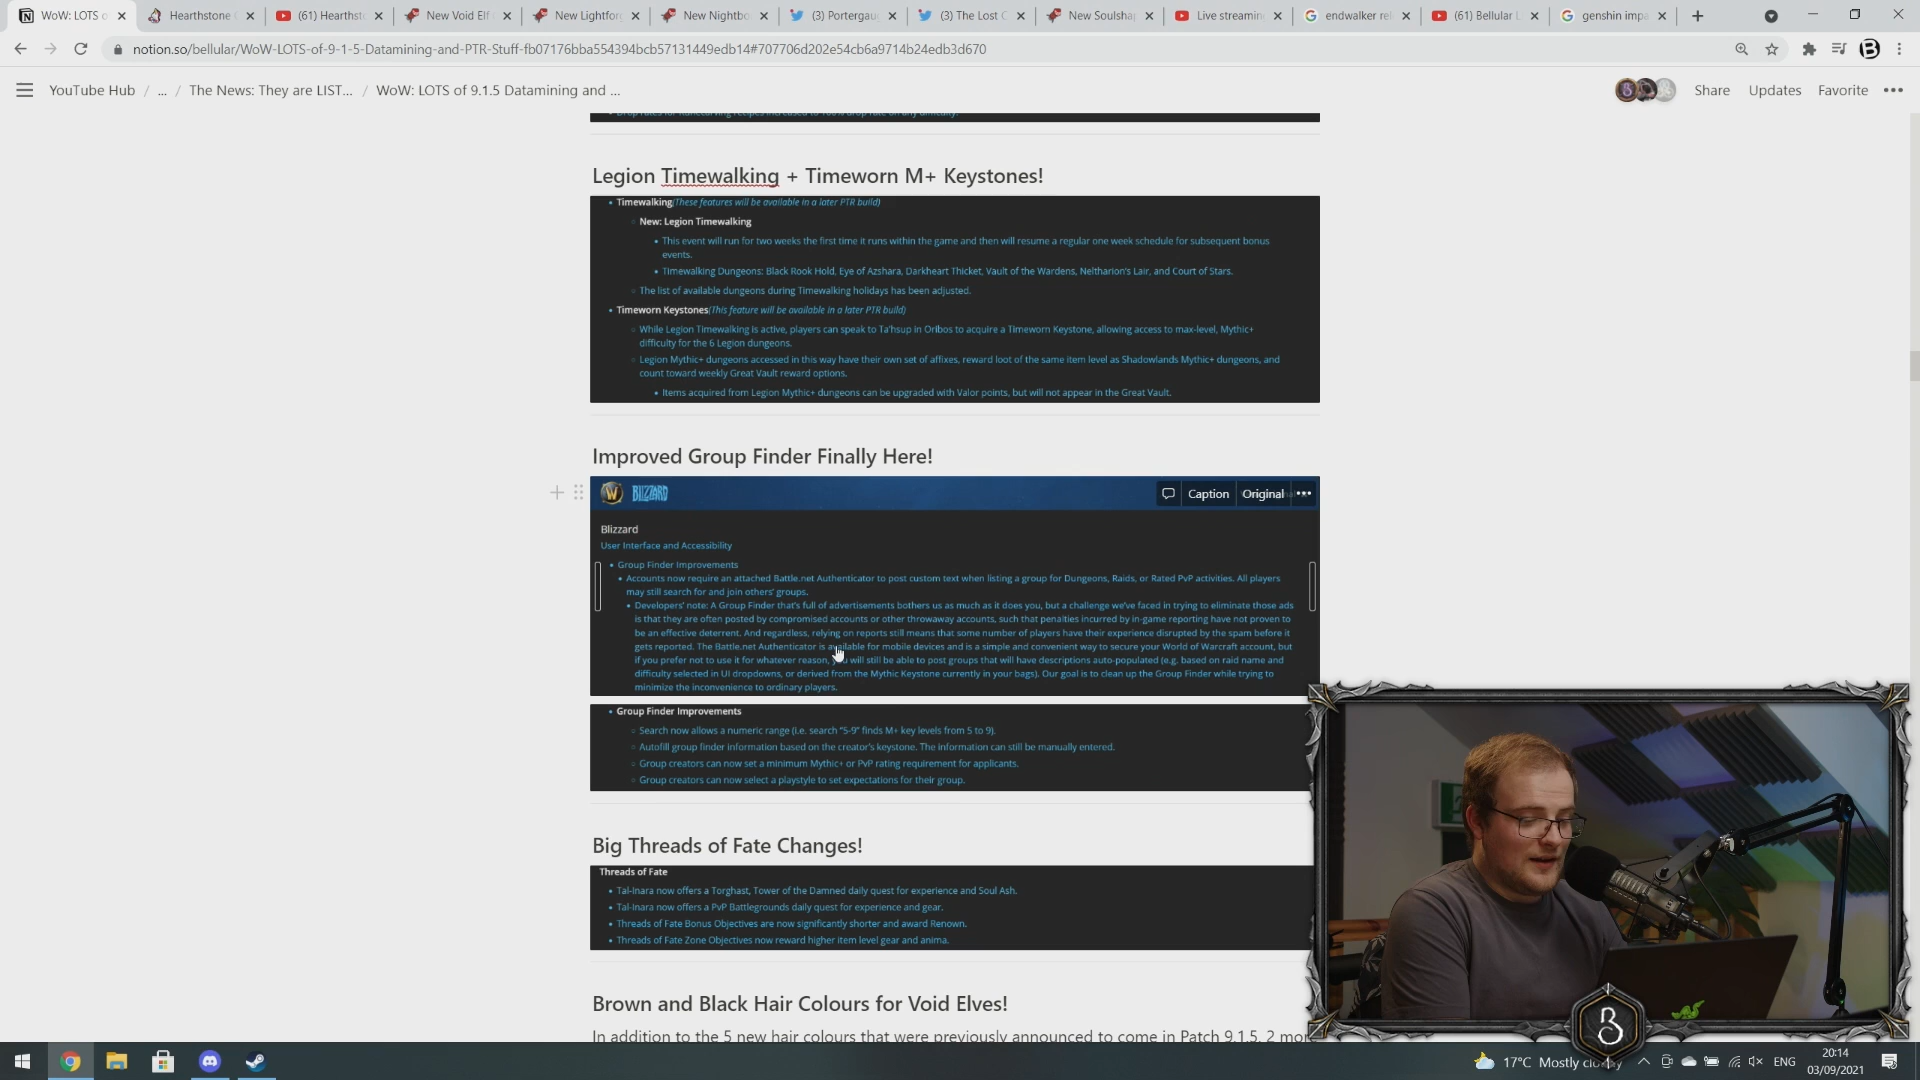 WoW: LOTS
Hearthstone
(61) Hearths
New Void Elf
New Lightfor
New Nightbo
(3) Portergau
(3) The Lost C
New Soulsha
Live streamin
endwalker rel
(61) Bellular
genshin impa
notion.so/bellular/WoW-LOTS-of-9-1-5-Datamining-and-PTR-Stuff-fb07176bba554394bcb57131449edb14#707706d202e54cb6a9714b24edb3d670
YouTube Hub / ... / The News: They are LIST... / WoW: LOTS of 9.1.5 Datamining and ...
Share Updates Favorite
Legion Timewalking + Timeworn M+ Keystones!
• Timewalking(These features will be available in a later PTR build)
New: Legion Timewalking
• This event will run for two weeks the first time it runs within the game and then will resume a regular one week schedule for subsequent bonus
events.
• Timewalking Dungeons: Black Rook Hold, Eye of Azshara, Darkheart Thicket, Vault of the Wardens, Neltharion's Lair, and Court of Stars.
The list of available dungeons during Timewalking holidays has been adjusted.
• Timeworn Keystones(This feature will be available in a later PTR build)
While Legion Timewalking is active, players can speak to Ta'hsup in Oribos to acquire a Timeworn Keystone, allowing access to max-level, Mythic+
difficulty for the 6 Legion dungeons.
Legion Mythic+ dungeons accessed in this way have their own set of affixes, reward loot of the same item level as Shadowlands Mythic+ dungeons, and
count toward weekly Great Vault reward options.
• Items acquired from Legion Mythic+ dungeons can be upgraded with Valor points, but will not appear in the Great Vault.
Improved Group Finder Finally Here!
BLIZZARD
Caption Original
Blizzard
User Interface and Accessibility
• Group Finder Improvements
• Accounts now require an attached Battle.net Authenticator to post custom text when listing a group for Dungeons, Raids, or Rated PvP activities. All players
may still search for and join others' groups.
• Developers' note: A Group Finder that's full of advertisements bothers us as much as it does you, but a challenge we've faced in trying to eliminate those ads
is that they are often posted by compromised accounts or other throwaway accounts, such that penalties incurred by in-game reporting have not proven to
be an effective deterrent. And regardless, relying on reports still means that some number of players have their experience disrupted by the spam before it
gets reported. The Battle.net Authenticator is available for mobile devices and is a simple and convenient way to secure your World of Warcraft account, but
if you prefer not to use it for whatever reason, you will still be able to post groups that will have descriptions auto-populated (e.g. based on raid name and
difficulty selected in UI dropdowns, or derived from the Mythic Keystone currently in your bags). Our goal is to clean up the Group Finder while trying to
minimize the inconvenience to ordinary players.
• Group Finder Improvements
Search now allows a numeric range (i.e. search "5-9" finds M+ key levels from 5 to 9).
Autofill group finder information based on the creator's keystone. The information can still be manually entered.
Group creators can now set a minimum Mythic+ or PvP rating requirement for applicants.
Group creators can now select a playstyle to set expectations for their group.
Big Threads of Fate Changes!
Threads of Fate
• Tal-Inara now offers a Torghast, Tower of the Damned daily quest for experience and Soul Ash.
• Tal-Inara now offers a PvP Battlegrounds daily quest for experience and gear.
• Threads of Fate Bonus Objectives are now significantly shorter and award Renown.
• Threads of Fate Zone Objectives now reward higher item level gear and anima.
Brown and Black Hair Colours for Void Elves!
In addition to the 5 new hair colours that were previously announced to come in Patch 9.1.5, 2 mor
17°C Mostly
ENG
20:14
03/09/2021